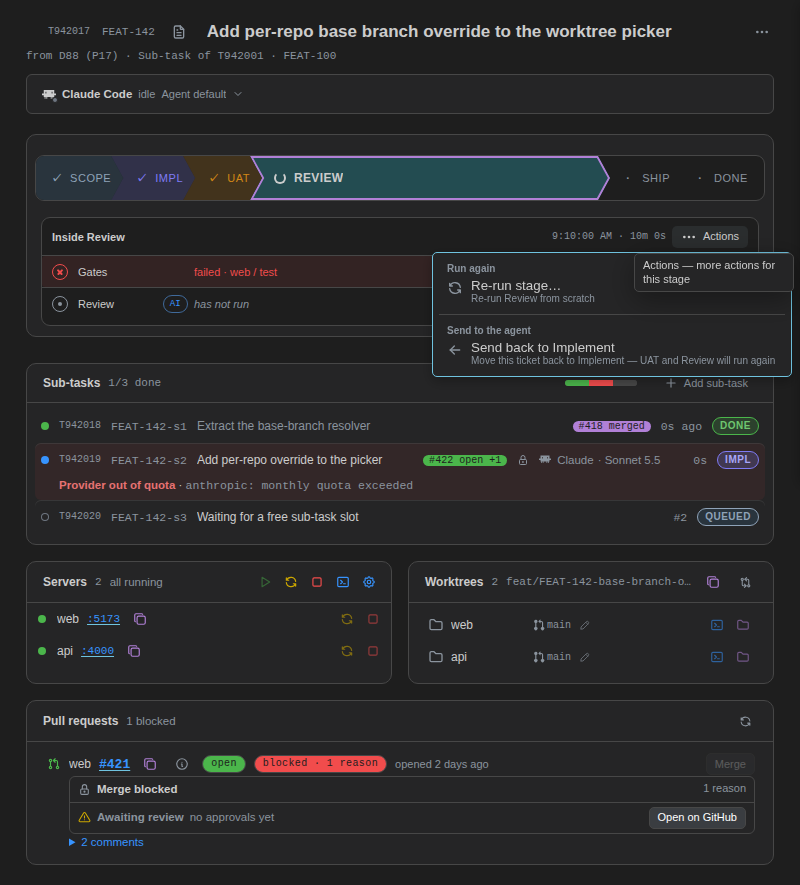 T942017 FEAT-142 Add per-repo base branch override to the worktree picker
from D88 (P17) · Sub-task of T942001 · FEAT-100
Claude Code idle Agent default
SCOPE IMPL UAT REVIEW SHIP DONE
Inside Review 9:10:00 AM · 10m 0s Actions
Gates failed · web / test
Review AI has not run
Actions — more actions for this stage
Run again
Re-run stage…
Re-run Review from scratch
Send to the agent
Send back to Implement
Move this ticket back to Implement — UAT and Review will run again
Sub-tasks 1/3 done Add sub-task
T942018 FEAT-142-s1 Extract the base-branch resolver #418 merged 0s ago DONE
T942019 FEAT-142-s2 Add per-repo override to the picker #422 open +1 Claude · Sonnet 5.5 0s IMPL
Provider out of quota · anthropic: monthly quota exceeded
T942020 FEAT-142-s3 Waiting for a free sub-task slot #2 QUEUED
Servers 2 all running
web :5173
api :4000
Worktrees 2 feat/FEAT-142-base-branch-o…
web main
api main
Pull requests 1 blocked
web #421 open blocked · 1 reason opened 2 days ago Merge
Merge blocked 1 reason
Awaiting review no approvals yet Open on GitHub
2 comments